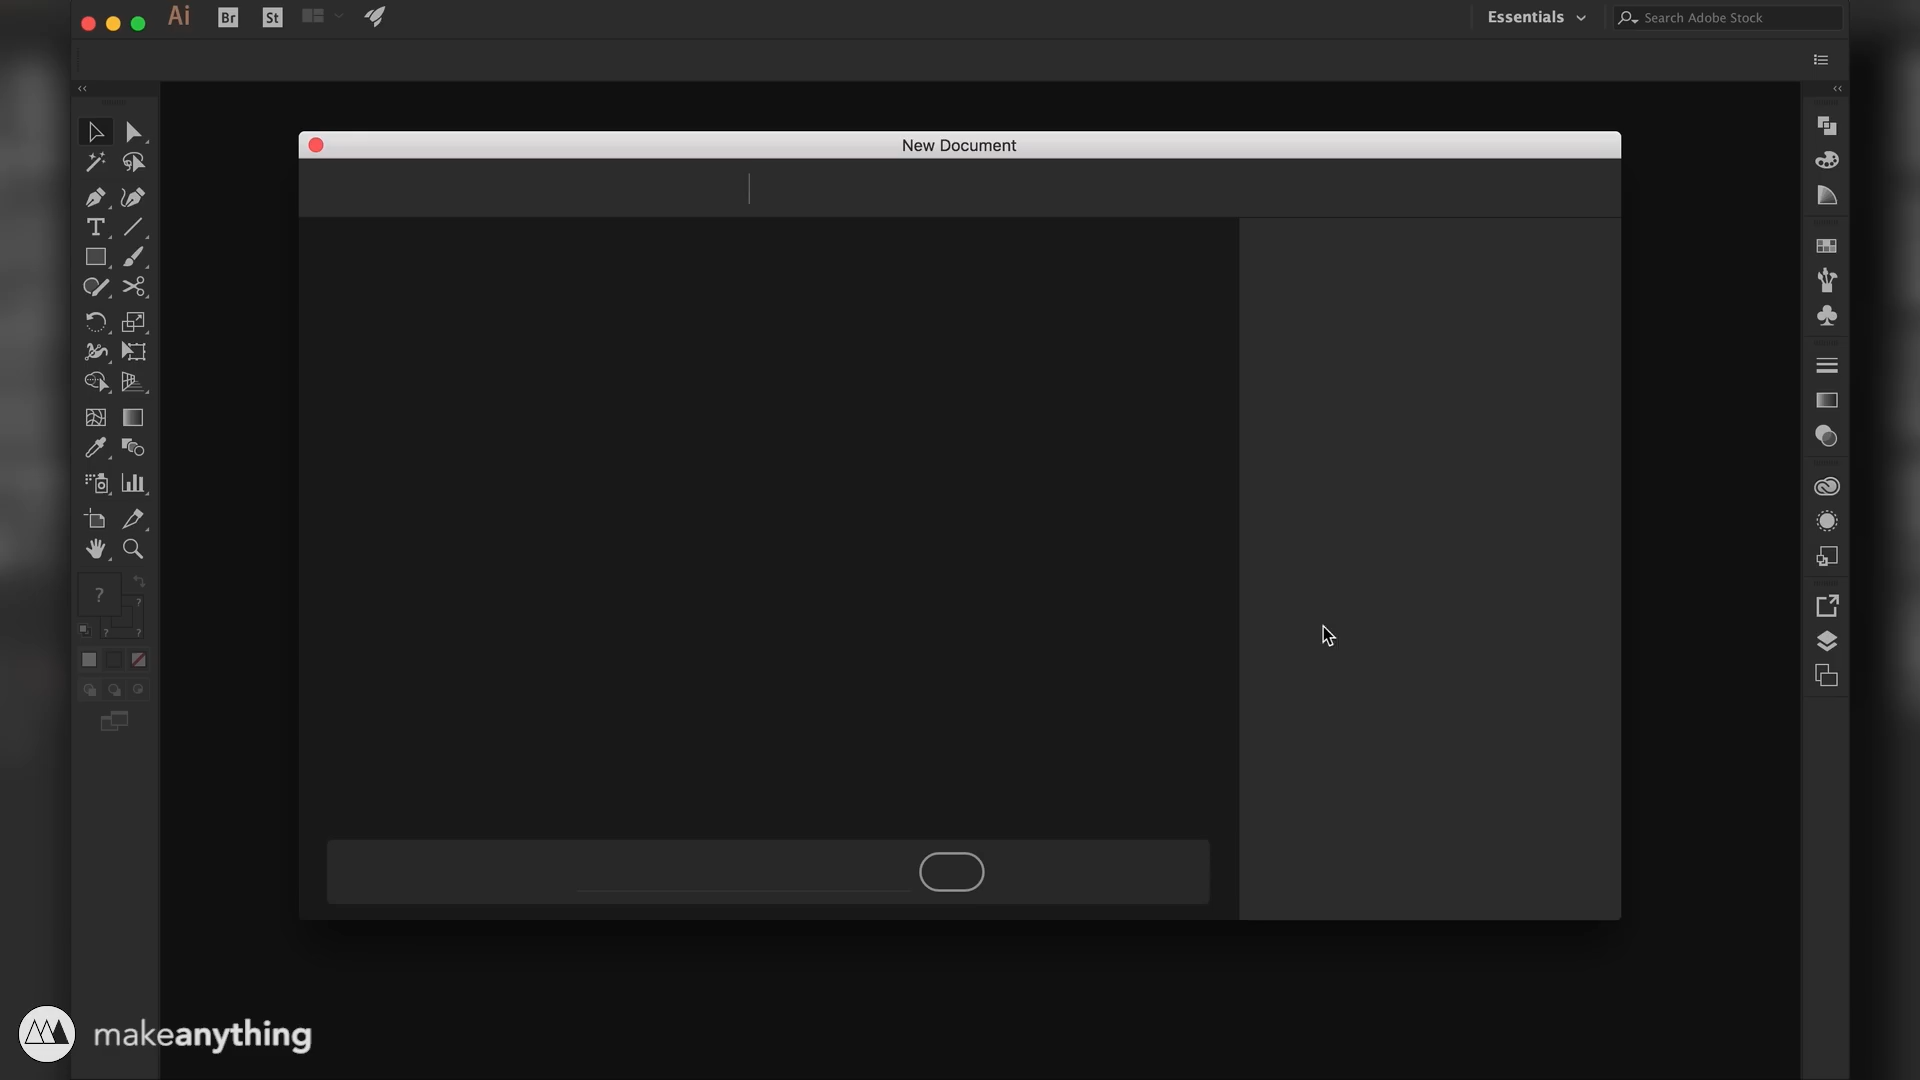 Ai
Br
St
Essentials
Search Adobe Stock
New Document
T
?
?
?
?
makeanything